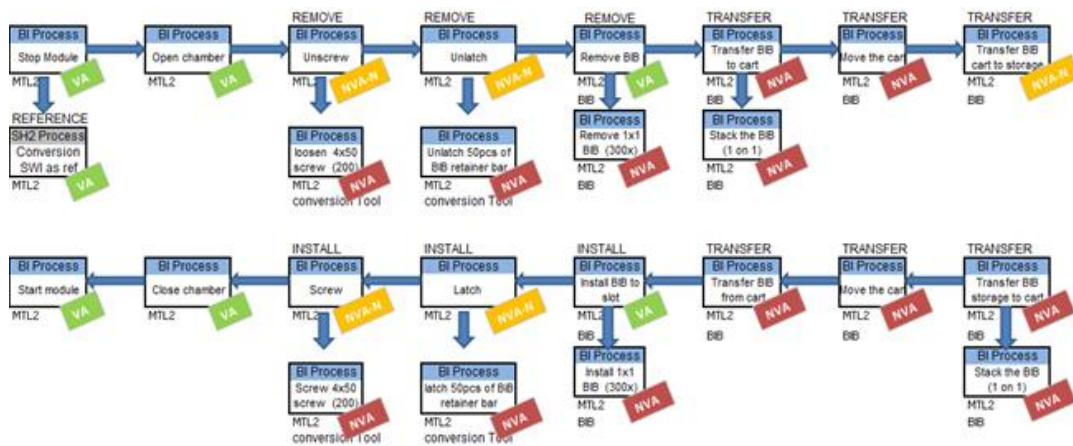 REMOVE REMOVE REMOVE TRANSFER TRANSFER TRANSFER
BI Process BI Process BI Process BI Process BI Process BI Process BI Process BI Process
Stop Module Open chamber Unscrew Unlatch Remove BIB Transfer BIB Move the cart Transfer BIB
to cart cart to storage
VA VA NVA-N NVA-N VA NVA NVA NVA-N
MTL2 MTL2 MTL2 MTL2 MTL2 MTL2 MTL2 MTL2
BIB BIB BIB BIB
REFERENCE
SH2 Process BI Process BI Process BI Process BI Process
Conversion loosen 4x50 Unlatch 50pcs of Remove 1x1 Stack the BIB
SWI as ref screw (200) BIB retainer bar BIB (300x) (1 on 1)
VA NVA NVA NVA NVA
MTL2 MTL2 MTL2 MTL2 MTL2
conversion Tool conversion Tool BIB BIB
INSTALL INSTALL INSTALL TRANSFER TRANSFER TRANSFER
BI Process BI Process BI Process BI Process BI Process BI Process BI Process BI Process
Start module Close chamber Screw Latch Install BIB to Transfer BIB Move the cart Transfer BIB
slot from cart storage to cart
VA VA NVA-N NVA-N VA NVA NVA NVA
MTL2 MTL2 MTL2 MTL2 MTL2 MTL2 MTL2 MTL2
BIB BIB BIB BIB
BI Process BI Process BI Process BI Process
Screw 4x50 latch 50pcs of BIB Install 1x1 Stack the BIB
screw (200) retainer bar BIB (300x) (1 on 1)
NVA NVA NVA NVA
MTL2 MTL2 MTL2 MTL2
conversion Tool conversion Tool BIB BIB